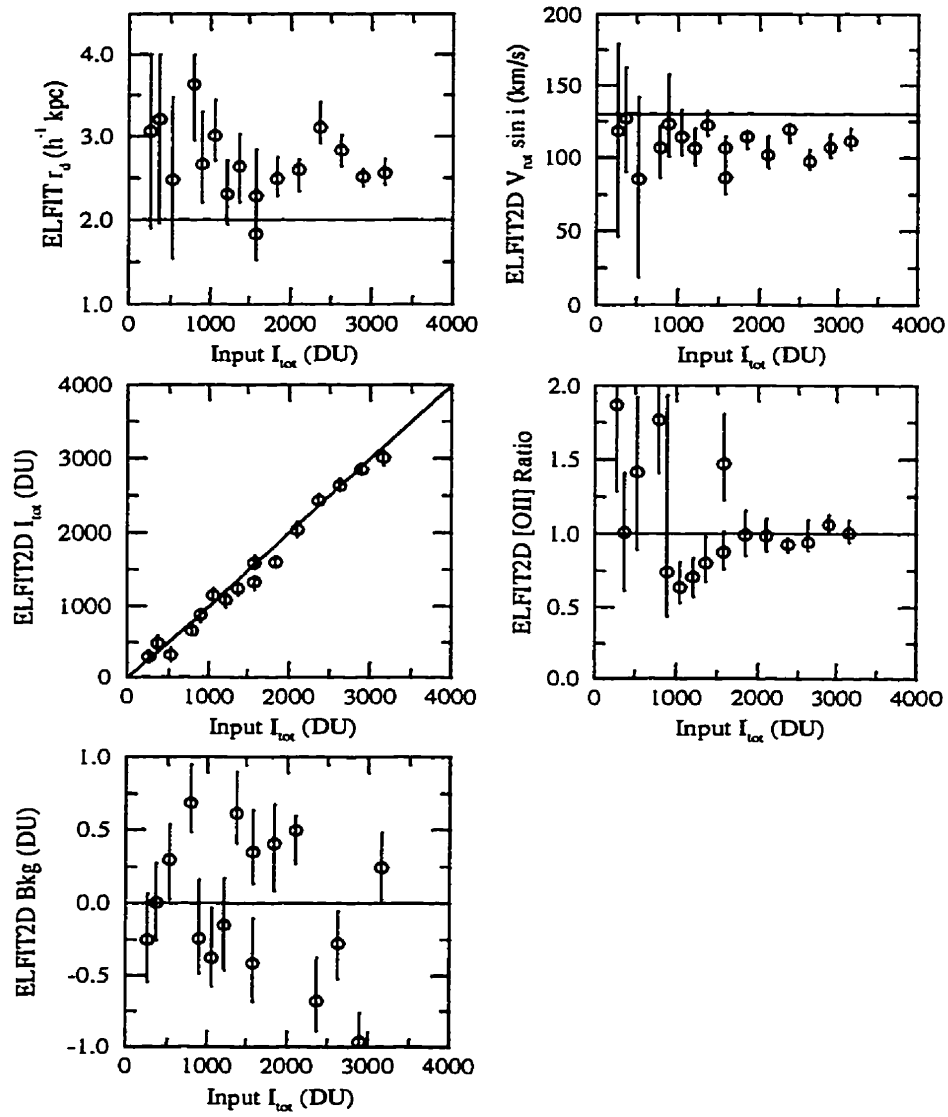 4.0
3.0
2.0
1.0
ELFIT r_d (h^-1 kpc)
0 1000 2000 3000 4000
Input I_tot (DU)
200
150
100
50
0
ELFIT2D V_rot sin i (km/s)
0 1000 2000 3000 4000
Input I_tot (DU)
4000
3000
2000
1000
0
ELFIT2D I_tot (DU)
0 1000 2000 3000 4000
Input I_tot (DU)
2.0
1.5
1.0
0.5
0.0
ELFIT2D [OII] Ratio
0 1000 2000 3000 4000
Input I_tot (DU)
1.0
0.5
0.0
-0.5
-1.0
ELFIT2D Bkg (DU)
0 1000 2000 3000 4000
Input I_tot (DU)